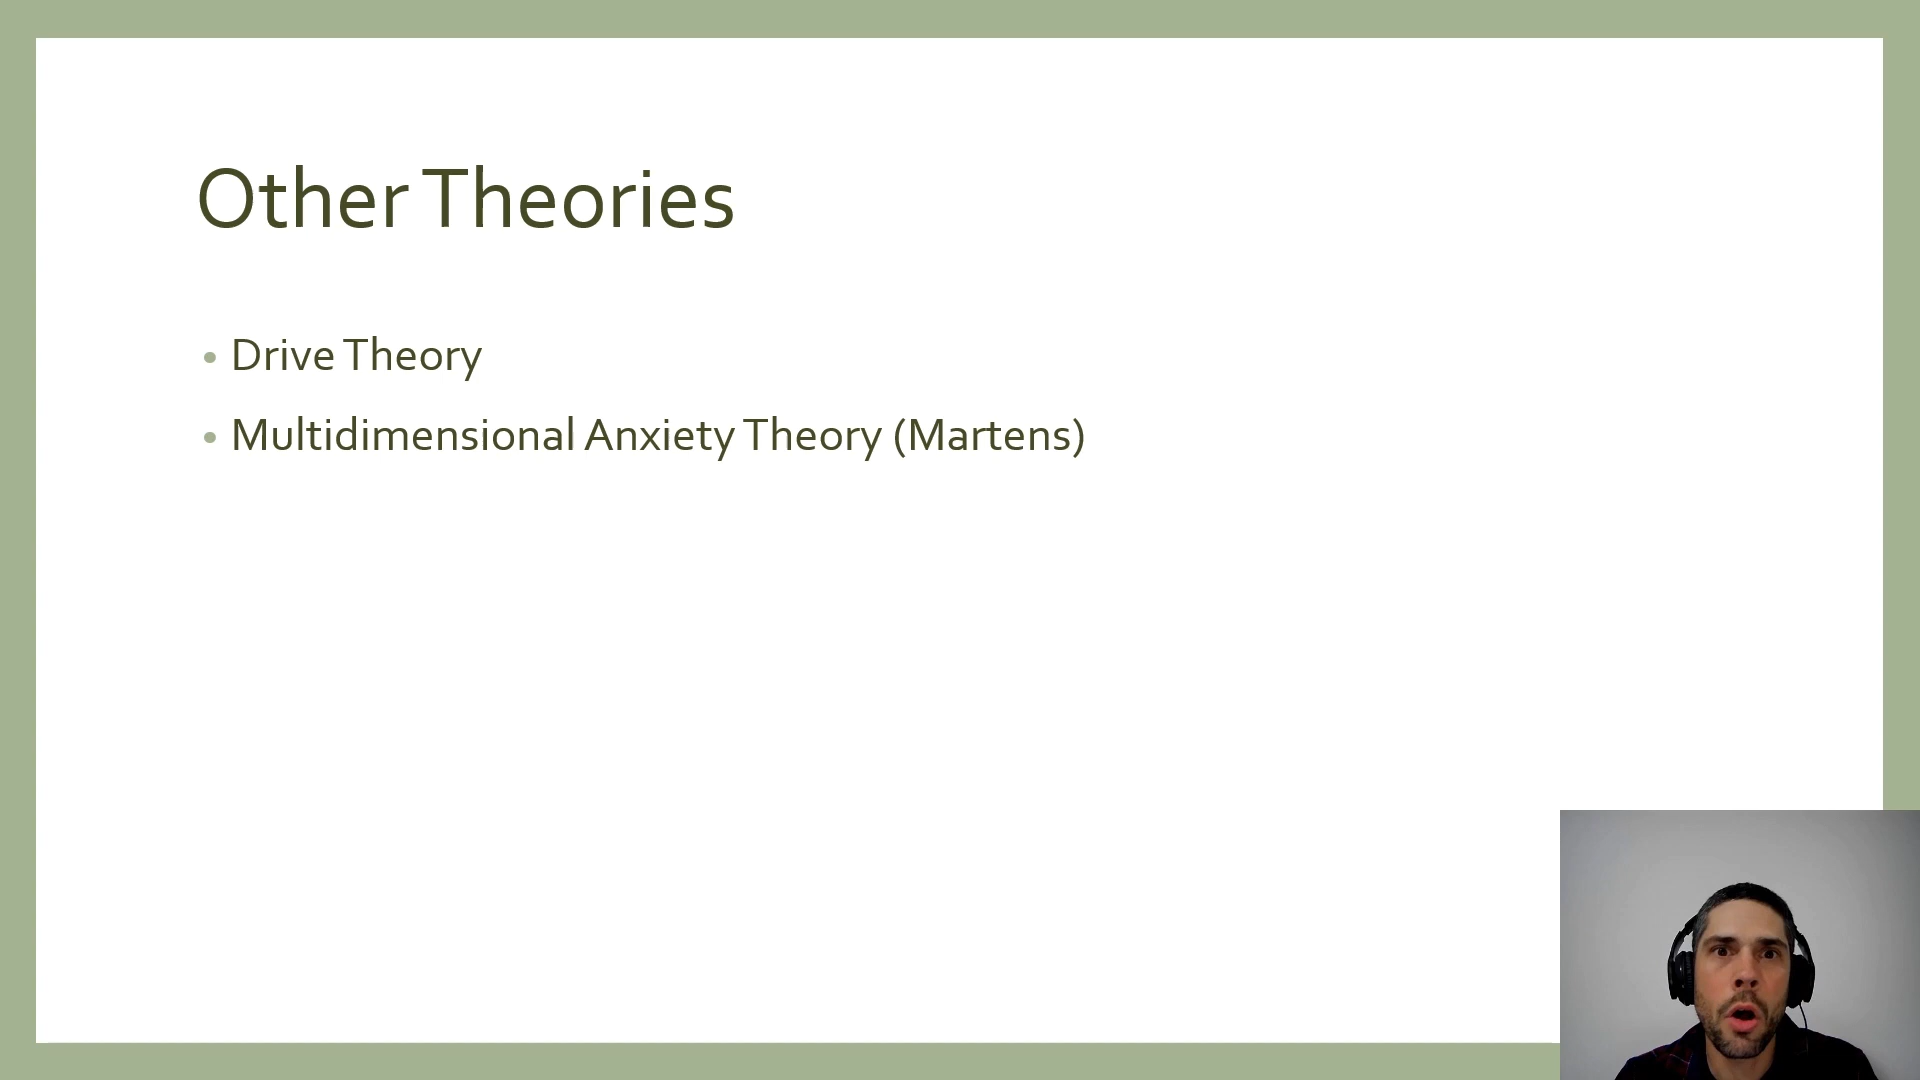 Other Theories
• Drive Theory
• Multidimensional Anxiety Theory (Martens)